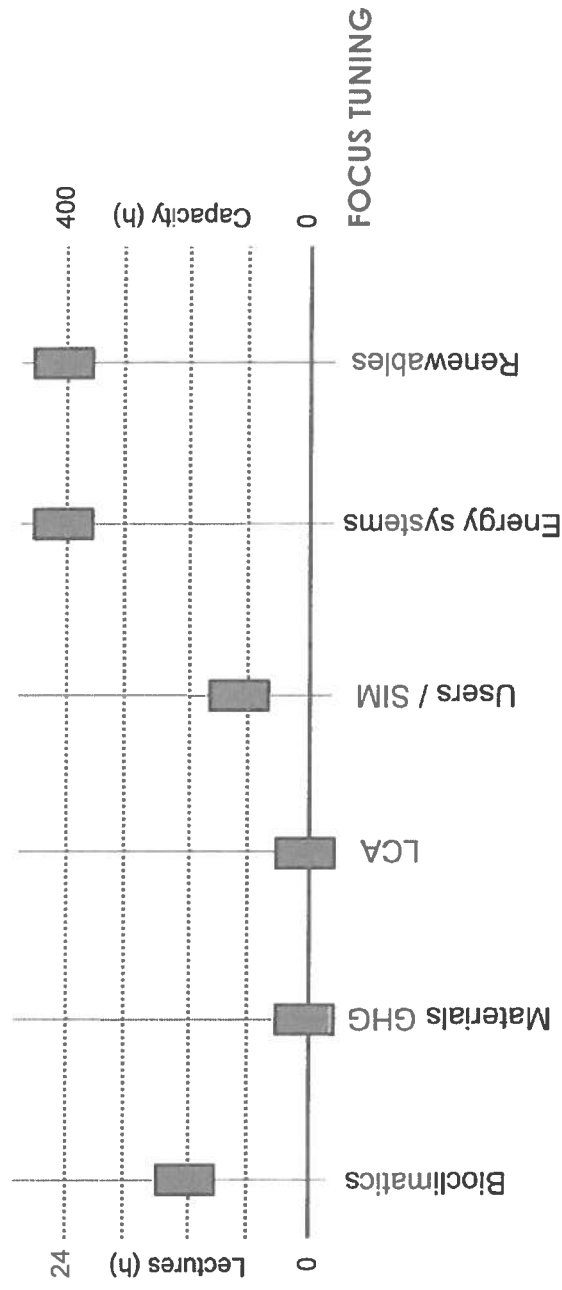 FOCUS TUNING
400
Capacity (h)
0
Renewables
Energy systems
Users / SIM
LCA
Materials GHG
Bioclimatics
24
Lectures (h)
0